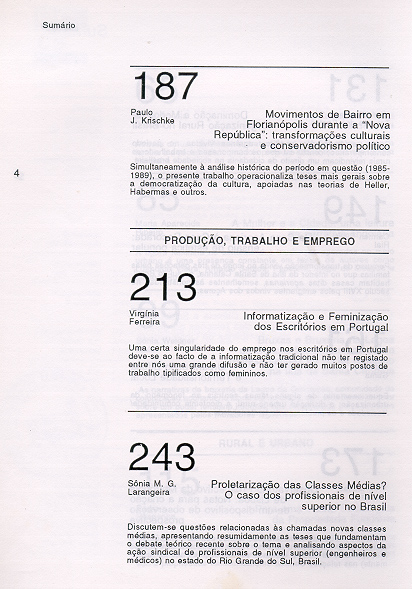 Sumário
187
Paulo
J. Krischke
Movimentos de Bairro em
Florianópolis durante a "Nova
República": transformações culturais
e conservadorismo político
Simultaneamente à análise histórica do período em questão (1985-
1989), o presente trabalho operacionaliza teses mais gerais sobre
a democratização da cultura, apoiadas nas teorias de Heller,
Habermas e outros.
4
PRODUÇÃO, TRABALHO E EMPREGO
213
Virgínia
Ferreira
Informatização e Feminização
dos Escritórios em Portugal
Uma certa singularidade do emprego nos escritórios em Portugal
deve-se ao facto de a informatização tradicional não ter registado
entre nós uma grande difusão e não ter gerado muitos postos de
trabalho tipificados como femininos.
243
Sônia M. G.
Larangeira
Proletarização das Classes Médias?
O caso dos profissionais de nível
superior no Brasil
Discutem-se questões relacionadas às chamadas novas classes
médias, apresentando resumidamente as teses que fundamentam
o debate teórico recente sobre o tema e analisando aspectos da
ação sindical de profissionais de nível superior (engenheiros e
médicos) no estado do Rio Grande do Sul, Brasil.